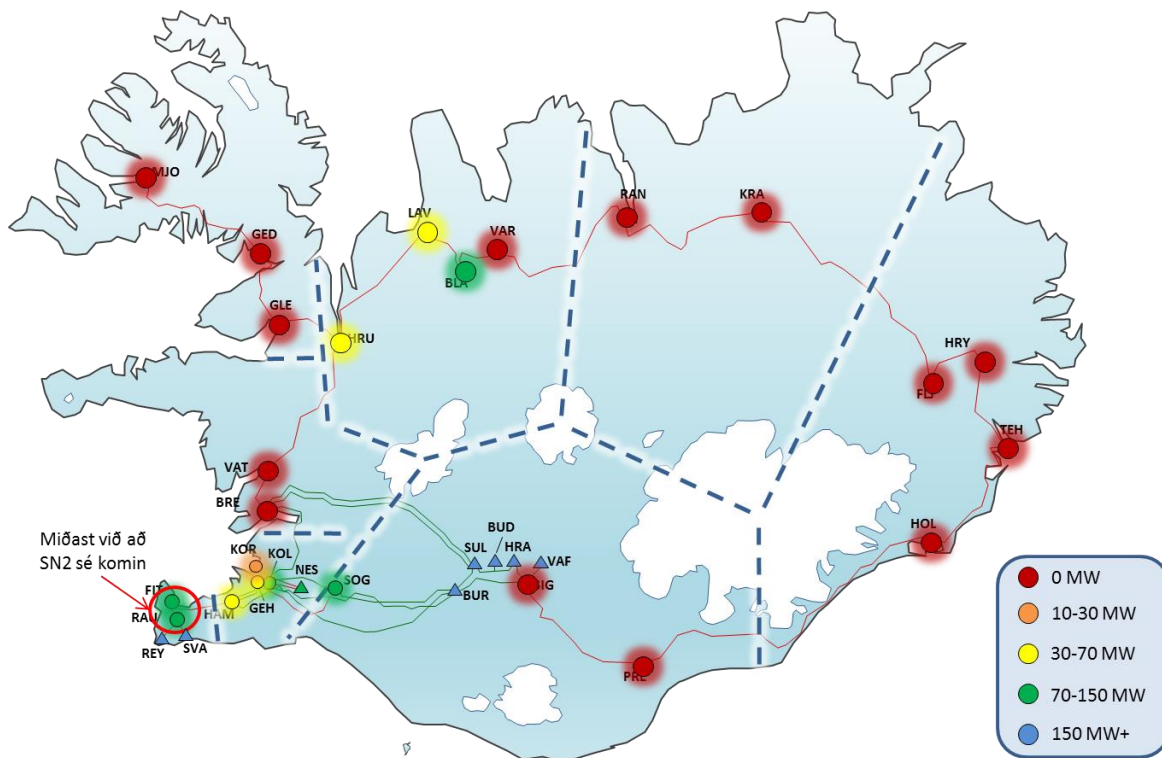 MJO
GED
GLE
LAV
VAR
BLA
HRU
RAN
KRA
HRY
FLJ
TEH
HOL
VAT
BRE
Miðast við að
SN2 sé komin
KOR
KOL
NES
SOG
GEH
HAM
FIT
RAU
REY
SVA
SUL
BUD
HRA
VAF
BUR
SIG
PRE
0 MW
10-30 MW
30-70 MW
70-150 MW
150 MW+